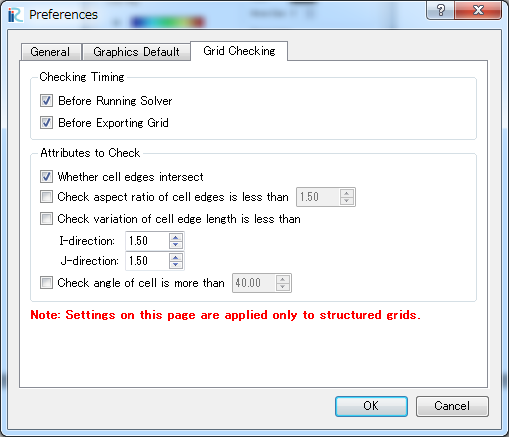 Preferences
General Graphics Default Grid Checking
Checking Timing
Before Running Solver
Before Exporting Grid
Attributes to Check
Whether cell edges intersect
Check aspect ratio of cell edges is less than 1.50
Check variation of cell edge length is less than
I-direction: 1.50
J-direction: 1.50
Check angle of cell is more than 40.00
Note: Settings on this page are applied only to structured grids.
OK Cancel